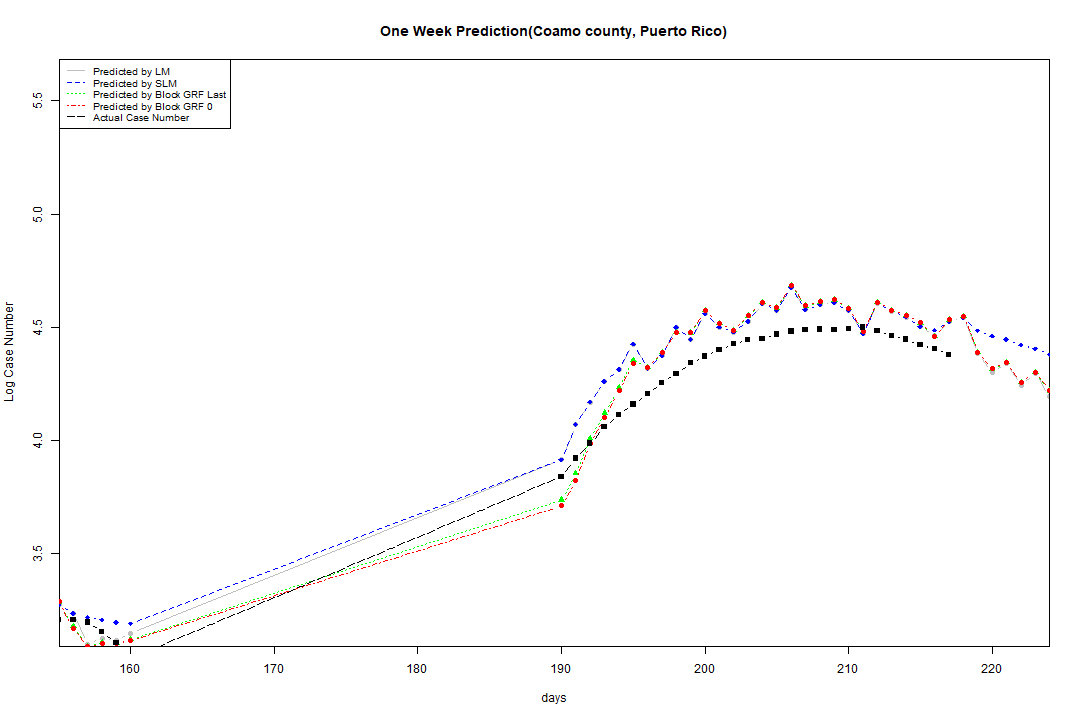 One Week Prediction(Coamo county, Puerto Rico)
Predicted by LM
Predicted by SLM
Predicted by Block GRF Last
Predicted by Block GRF 0
Actual Case Number
5.5
5.0
4.5
4.0
3.5
Log Case Number
160 170 180 190 200 210 220
days